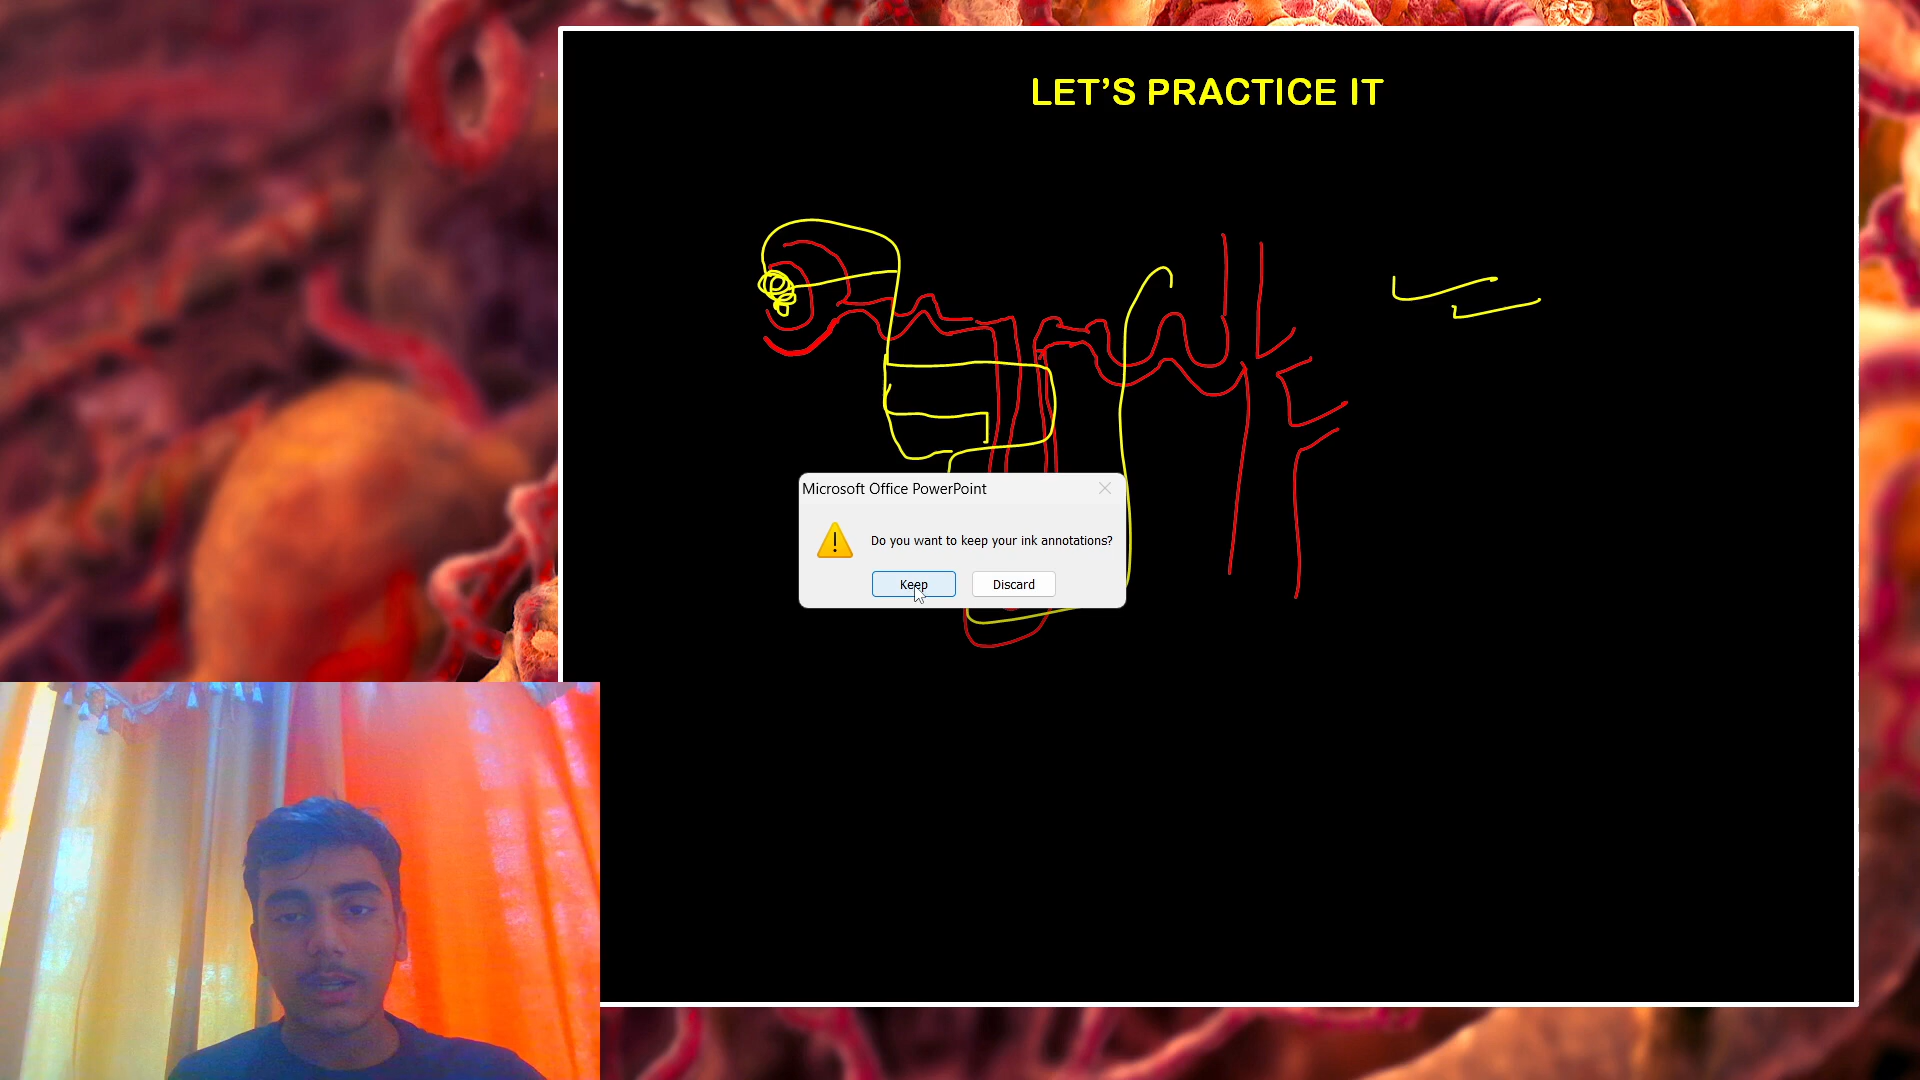 LET’S PRACTICE IT
Microsoft Office PowerPoint
Do you want to keep your ink annotations?
Keep
Discard